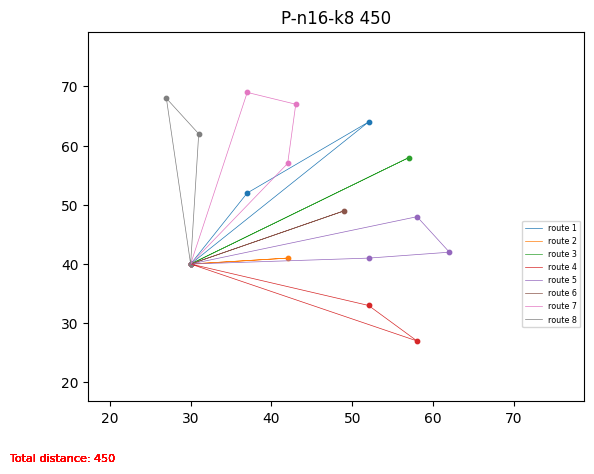 P-n16-k8 450
70
60
50
40
30
20
20
30
40
50
60
70
route 1
route 2
route 3
route 4
route 5
route 6
route 7
route 8
Total distance: 450